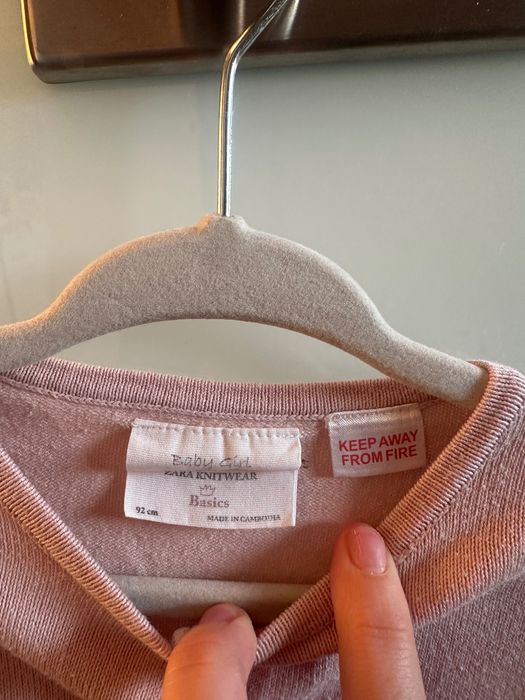 Baby Girl
ZARA KNITWEAR
Basics
92 cm
MADE IN CAMBODIA
KEEP AWAY
FROM FIRE